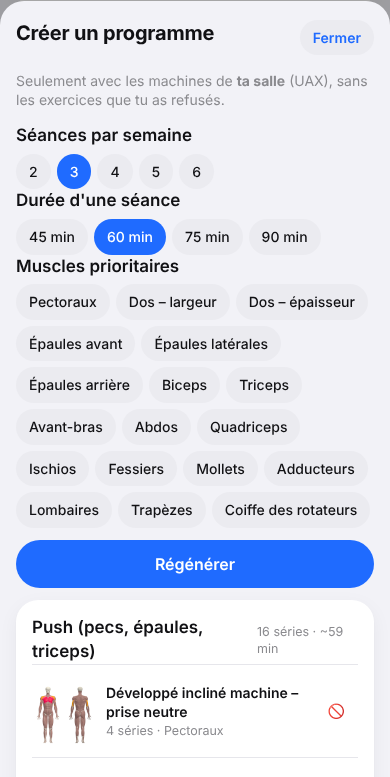 Créer un programme
Fermer
Seulement avec les machines de ta salle (UAX), sans
les exercices que tu as refusés.
Séances par semaine
2 3 4 5 6
Durée d'une séance
45 min 60 min 75 min 90 min
Muscles prioritaires
Pectoraux Dos – largeur Dos – épaisseur
Épaules avant Épaules latérales
Épaules arrière Biceps Triceps
Avant-bras Abdos Quadriceps
Ischios Fessiers Mollets Adducteurs
Lombaires Trapèzes Coiffe des rotateurs
Régénérer
Push (pecs, épaules,
triceps)
16 séries · ~59
min
Développé incliné machine –
prise neutre
4 séries · Pectoraux